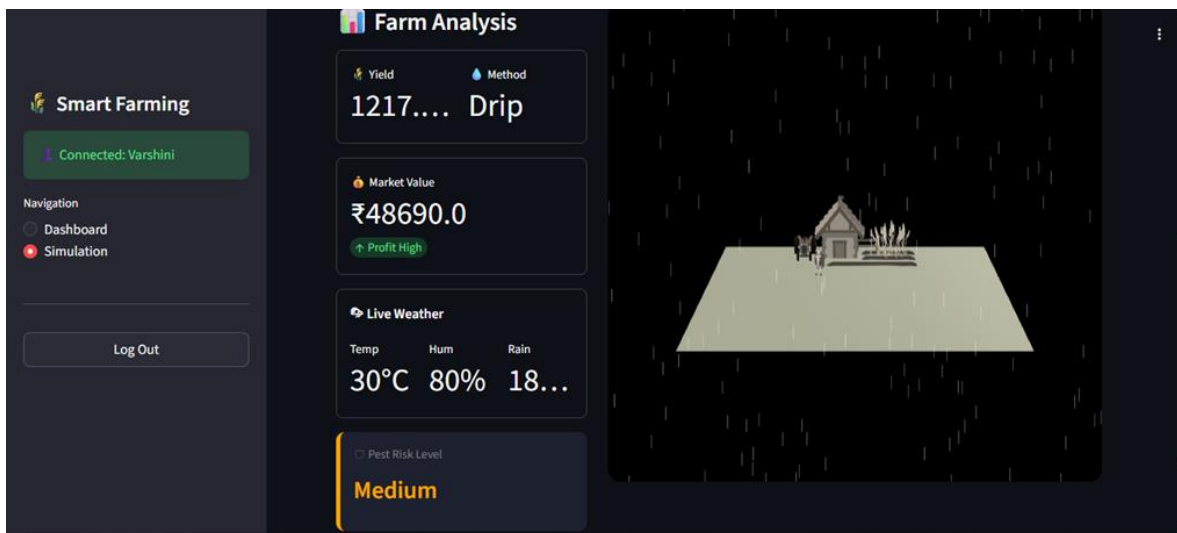 Smart Farming
Connected: Varshini
Navigation
Dashboard
Simulation
Log Out
Farm Analysis
Yield Method
1217.… Drip
Market Value
₹48690.0
↑ Profit High
Live Weather
Temp Hum Rain
30°C 80% 18…
Pest Risk Level
Medium